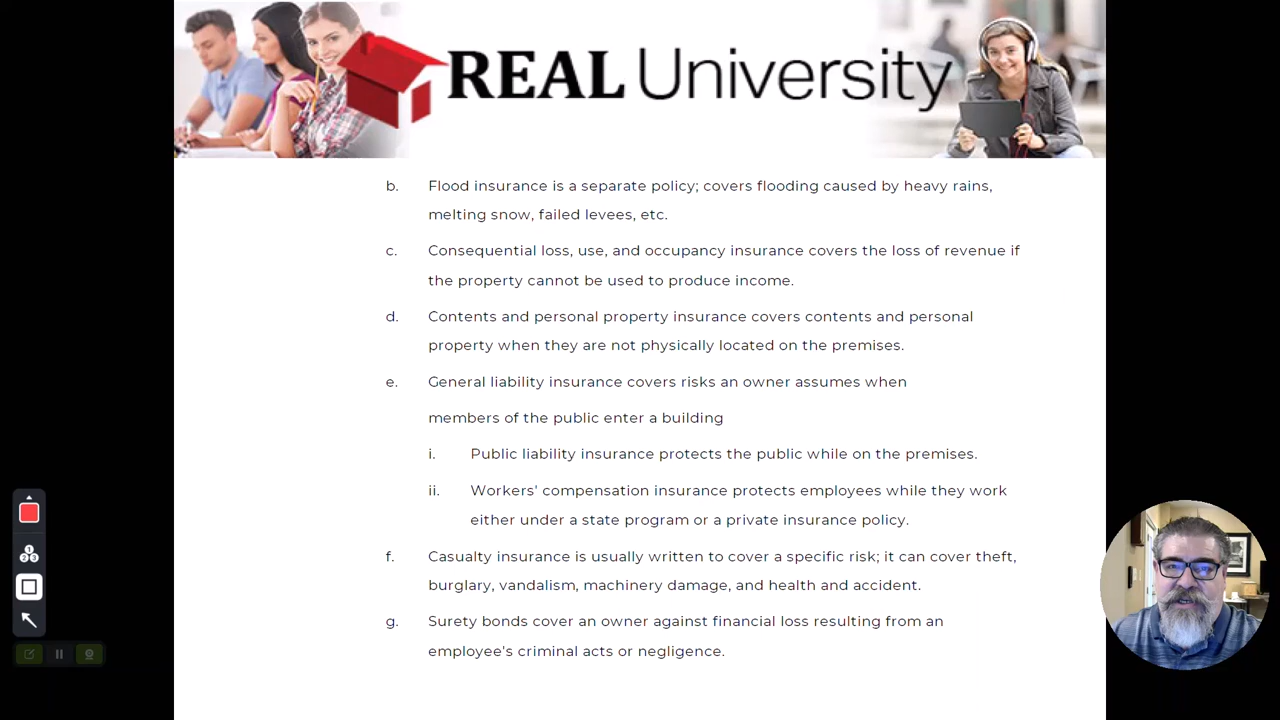 REAL University
b. Flood insurance is a separate policy; covers flooding caused by heavy rains,
melting snow, failed levees, etc.
c. Consequential loss, use, and occupancy insurance covers the loss of revenue if
the property cannot be used to produce income.
d. Contents and personal property insurance covers contents and personal
property when they are not physically located on the premises.
e. General liability insurance covers risks an owner assumes when
members of the public enter a building
i. Public liability insurance protects the public while on the premises.
ii. Workers' compensation insurance protects employees while they work
either under a state program or a private insurance policy.
f. Casualty insurance is usually written to cover a specific risk; it can cover theft,
burglary, vandalism, machinery damage, and health and accident.
g. Surety bonds cover an owner against financial loss resulting from an
employee's criminal acts or negligence.